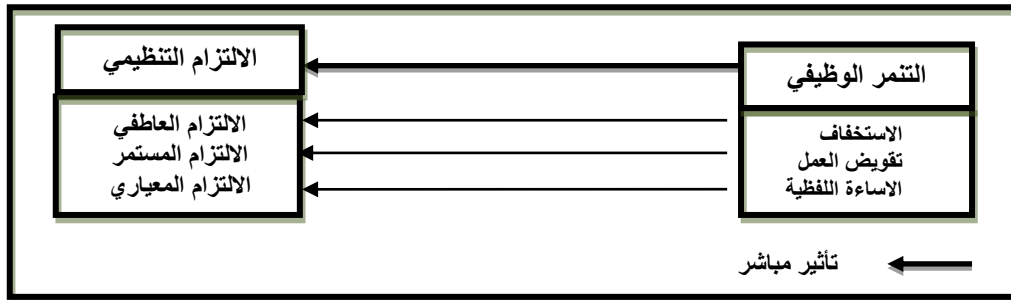 التنمر الوظيفي
الاستخفاف
تقويض العمل
الاساءة اللفظية
الالتزام التنظيمي
الالتزام العاطفي
الالتزام المستمر
الالتزام المعياري
تأثير مباشر